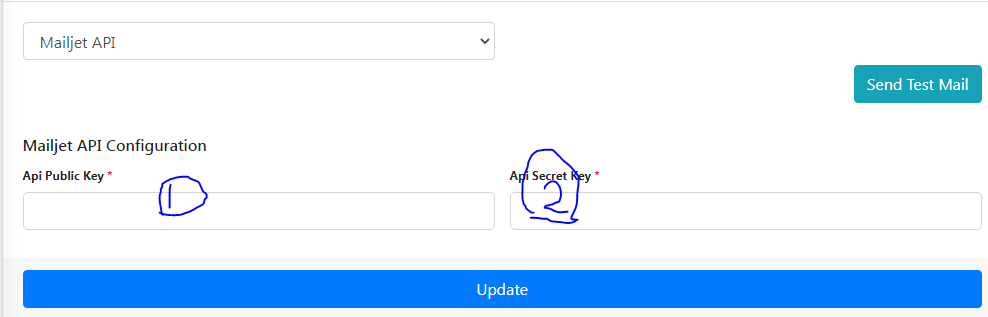 Mailjet API
Send Test Mail
Mailjet API Configuration
Api Public Key *
Api Secret Key *
1
2
Update